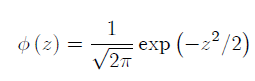 ϕ (z) = 1/√2π exp (−z²/2)